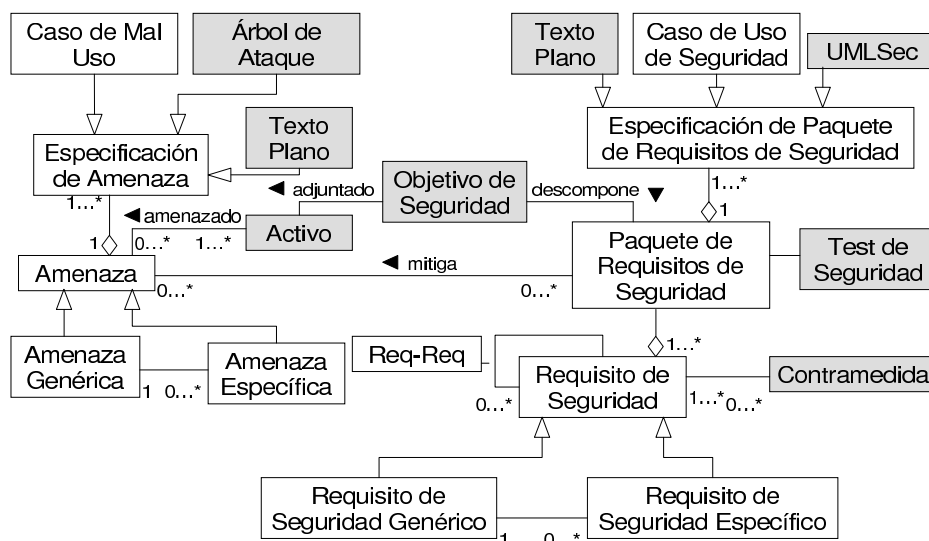 Caso de Mal
Uso
Árbol de
Ataque
Texto
Plano
Caso de Uso
de Seguridad
UMLSec
Texto
Plano
Especificación
de Amenaza
Especificación de Paquete
de Requisitos de Seguridad
1...*
1
◄ adjuntado
Objetivo de
Seguridad
descompone ▼
1...*
1
◄ amenazado
0...*
1...*
Activo
Amenaza
0...*
◄ mitiga
0...*
Paquete de
Requisitos de
Seguridad
Test de
Seguridad
Amenaza
Genérica
1
0...*
Amenaza
Específica
Req-Req
0...*
1...*
Requisito de
Seguridad
1...*
0...*
Contramedida
Requisito de
Seguridad Genérico
1
0...*
Requisito de
Seguridad Específico